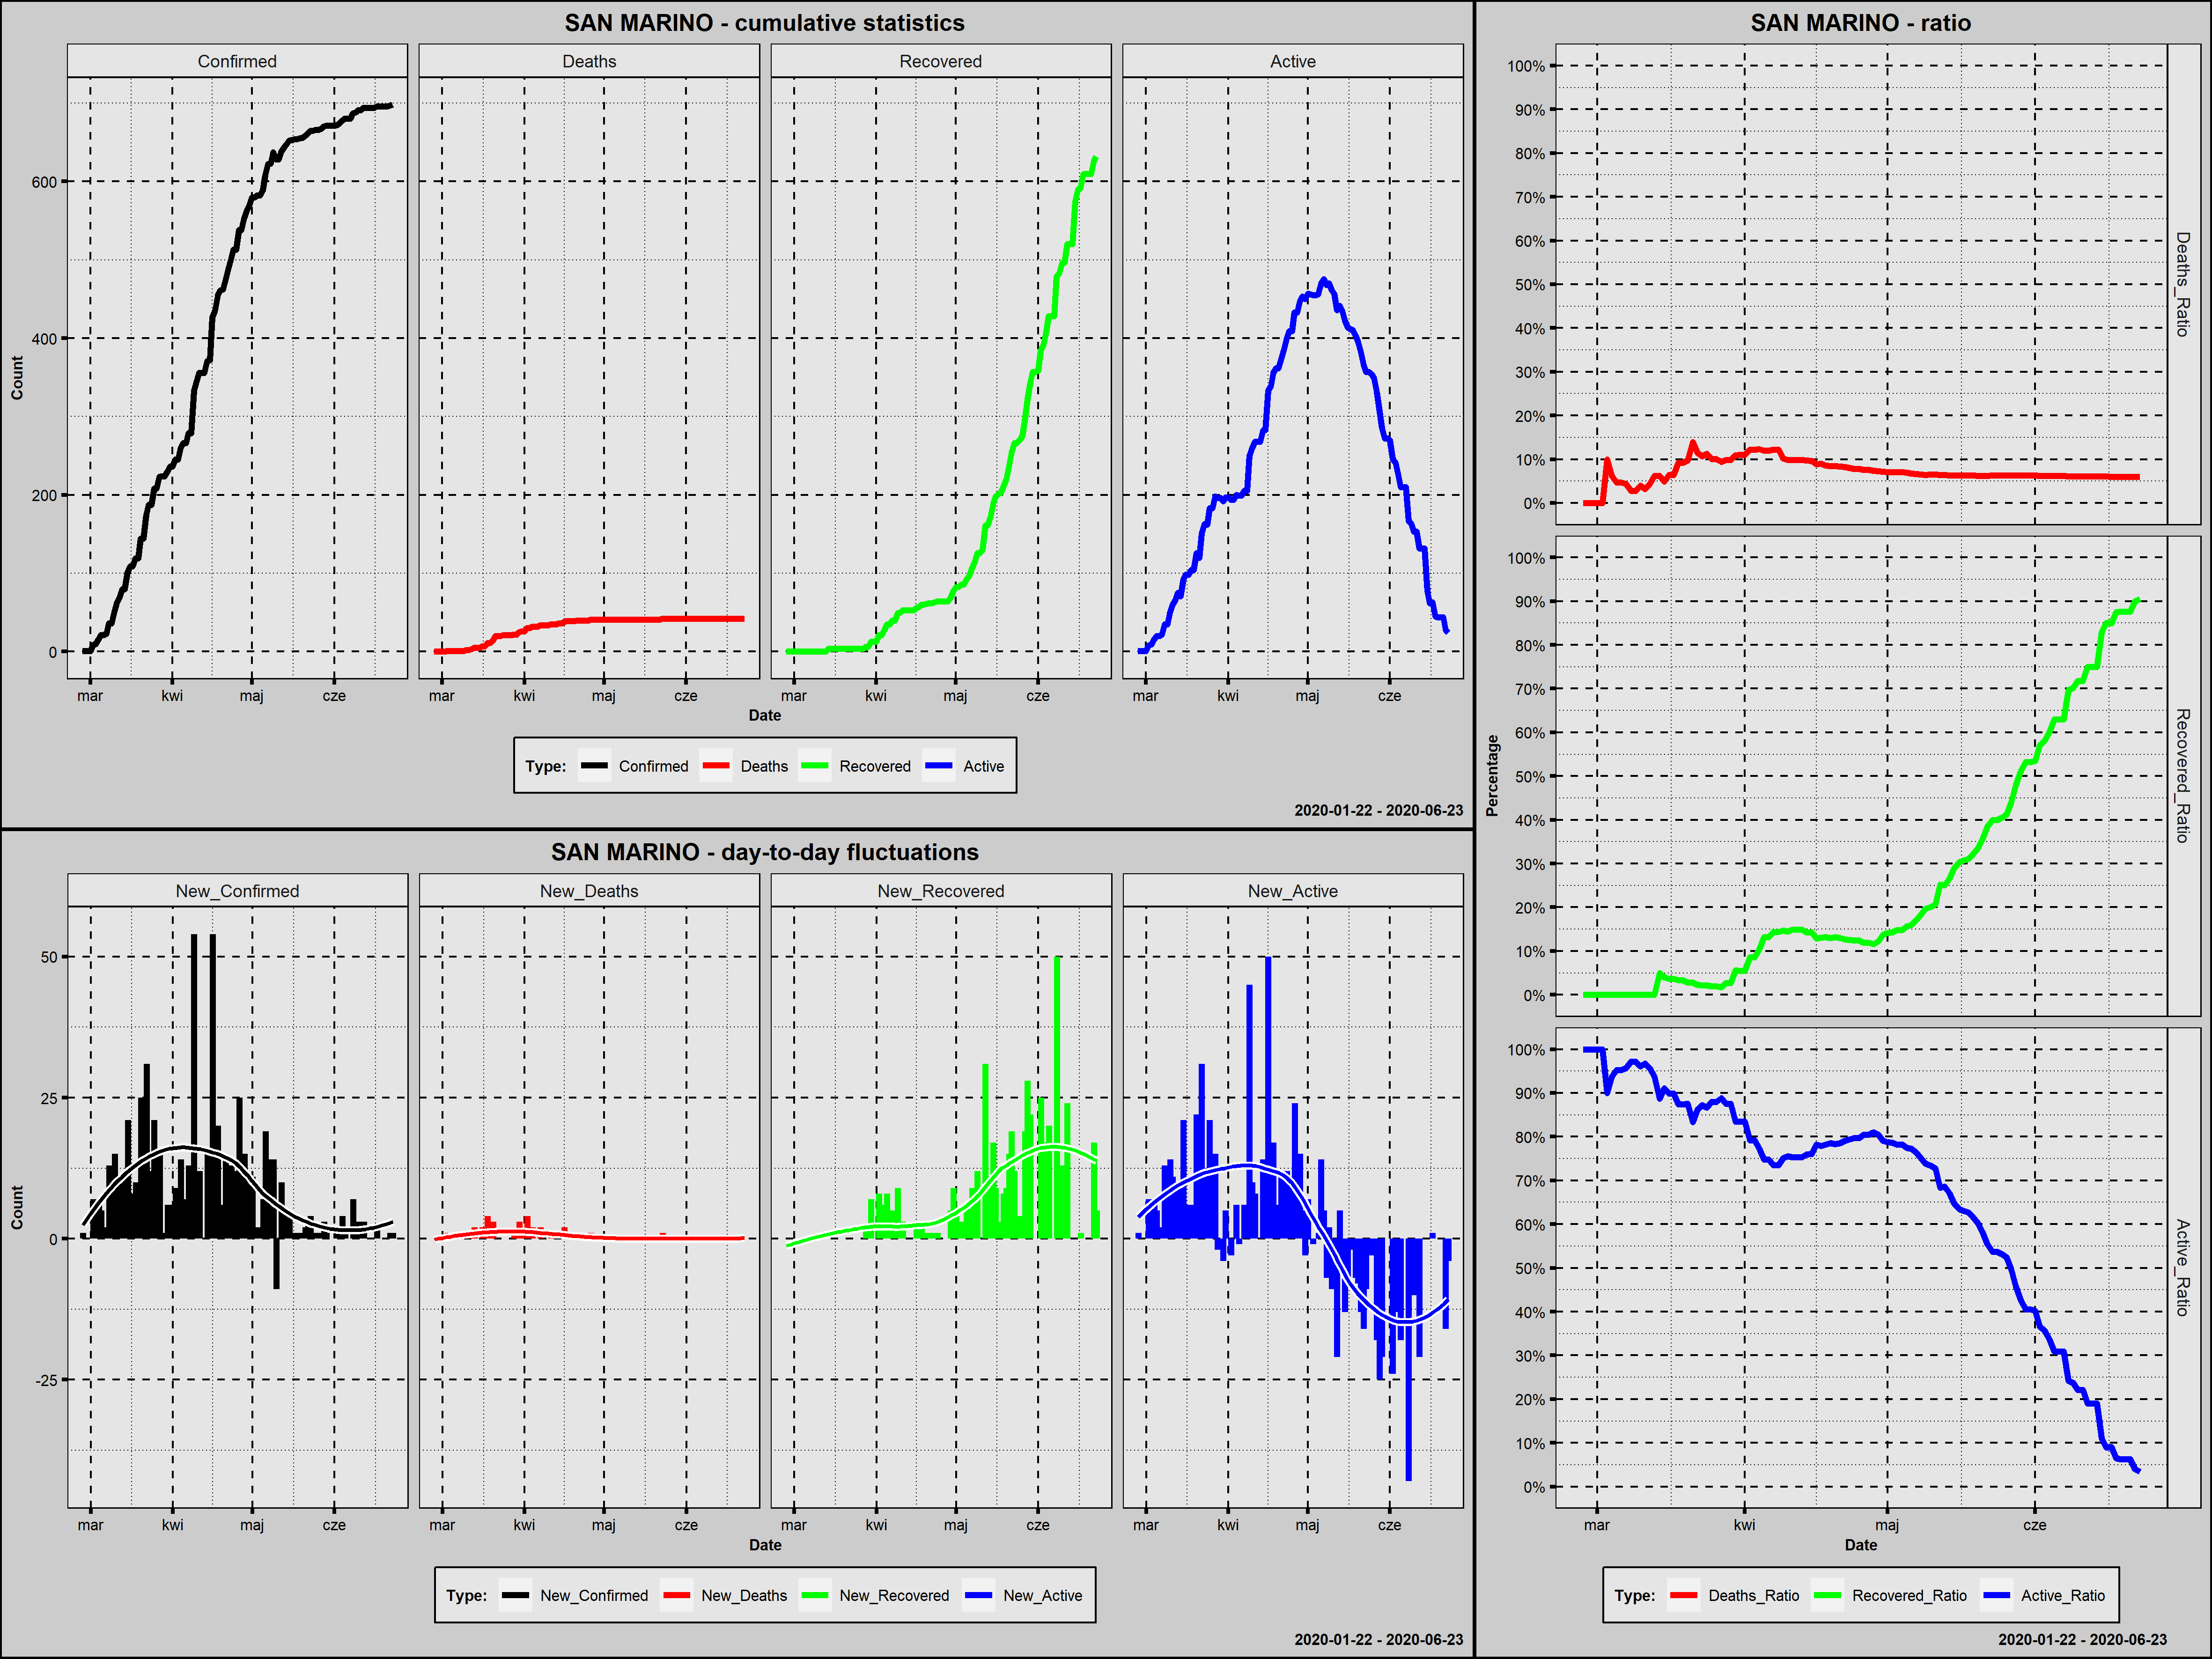 SAN MARINO - cumulative statistics
Confirmed Deaths Recovered Active
Count
600
400
200
0
mar kwi maj cze mar kwi maj cze mar kwi maj cze mar kwi maj cze
Date
Type: Confirmed Deaths Recovered Active
2020-01-22 - 2020-06-23
SAN MARINO - day-to-day fluctuations
New_Confirmed New_Deaths New_Recovered New_Active
Count
50
25
0
-25
mar kwi maj cze mar kwi maj cze mar kwi maj cze mar kwi maj cze
Date
Type: New_Confirmed New_Deaths New_Recovered New_Active
2020-01-22 - 2020-06-23
SAN MARINO - ratio
Percentage
100%
90%
80%
70%
60%
50%
40%
30%
20%
10%
0%
Deaths_Ratio
100%
90%
80%
70%
60%
50%
40%
30%
20%
10%
0%
Recovered_Ratio
100%
90%
80%
70%
60%
50%
40%
30%
20%
10%
0%
Active_Ratio
mar kwi maj cze
Date
Type: Deaths_Ratio Recovered_Ratio Active_Ratio
2020-01-22 - 2020-06-23